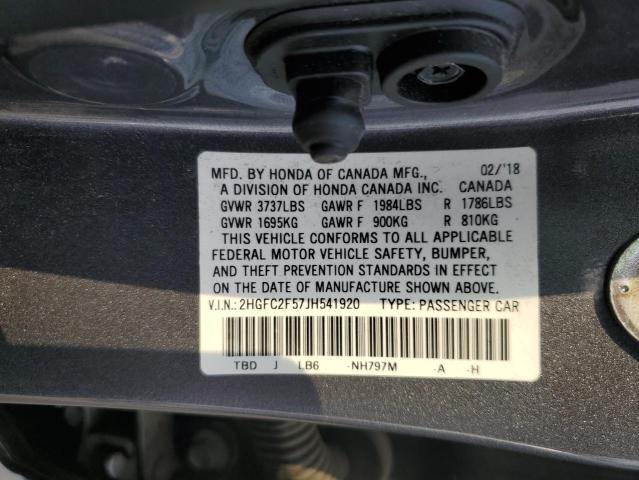 MFD. BY HONDA OF CANADA MFG., 02/'18
A DIVISION OF HONDA CANADA INC. CANADA
GVWR 3737LBS GAWR F 1984LBS R 1786LBS
GVWR 1695KG GAWR F 900KG R 810KG
THIS VEHICLE CONFORMS TO ALL APPLICABLE
FEDERAL MOTOR VEHICLE SAFETY, BUMPER,
AND THEFT PREVENTION STANDARDS IN EFFECT
ON THE DATE OF MANUFACTURE SHOWN ABOVE.
V.I.N.: 2HGFC2F57JH541920 TYPE: PASSENGER CAR
TBD J LB6 -NH797M -A -H